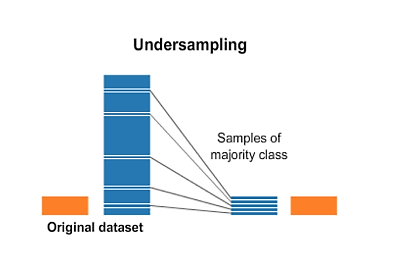 Undersampling
Samples of
majority class
Original dataset